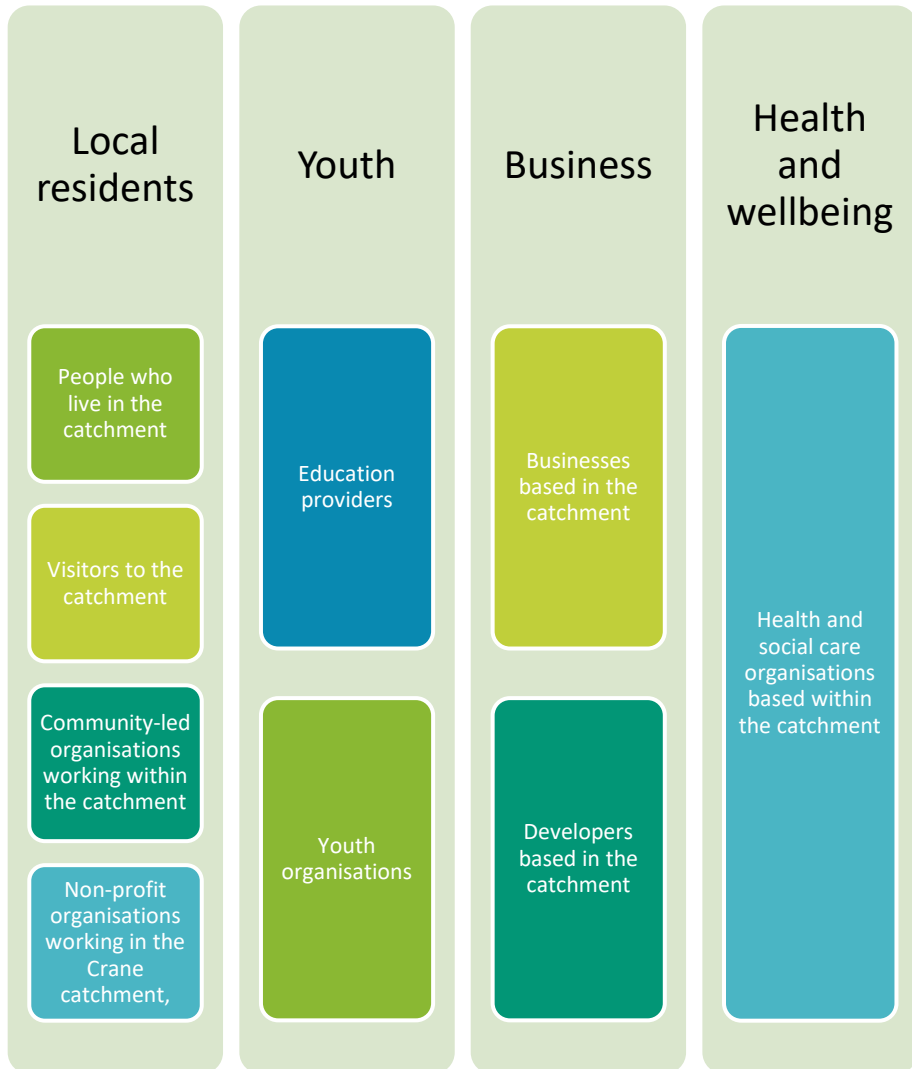 Local
residents
People who
live in the
catchment
Visitors to the
catchment
Community-led
organisations
working within
the catchment
Non-profit
organisations
working in the
Crane
catchment,
Youth
Education
providers
Youth
organisations
Business
Businesses
based in the
catchment
Developers
based in the
catchment
Health
and
wellbeing
Health and
social care
organisations
based within
the catchment